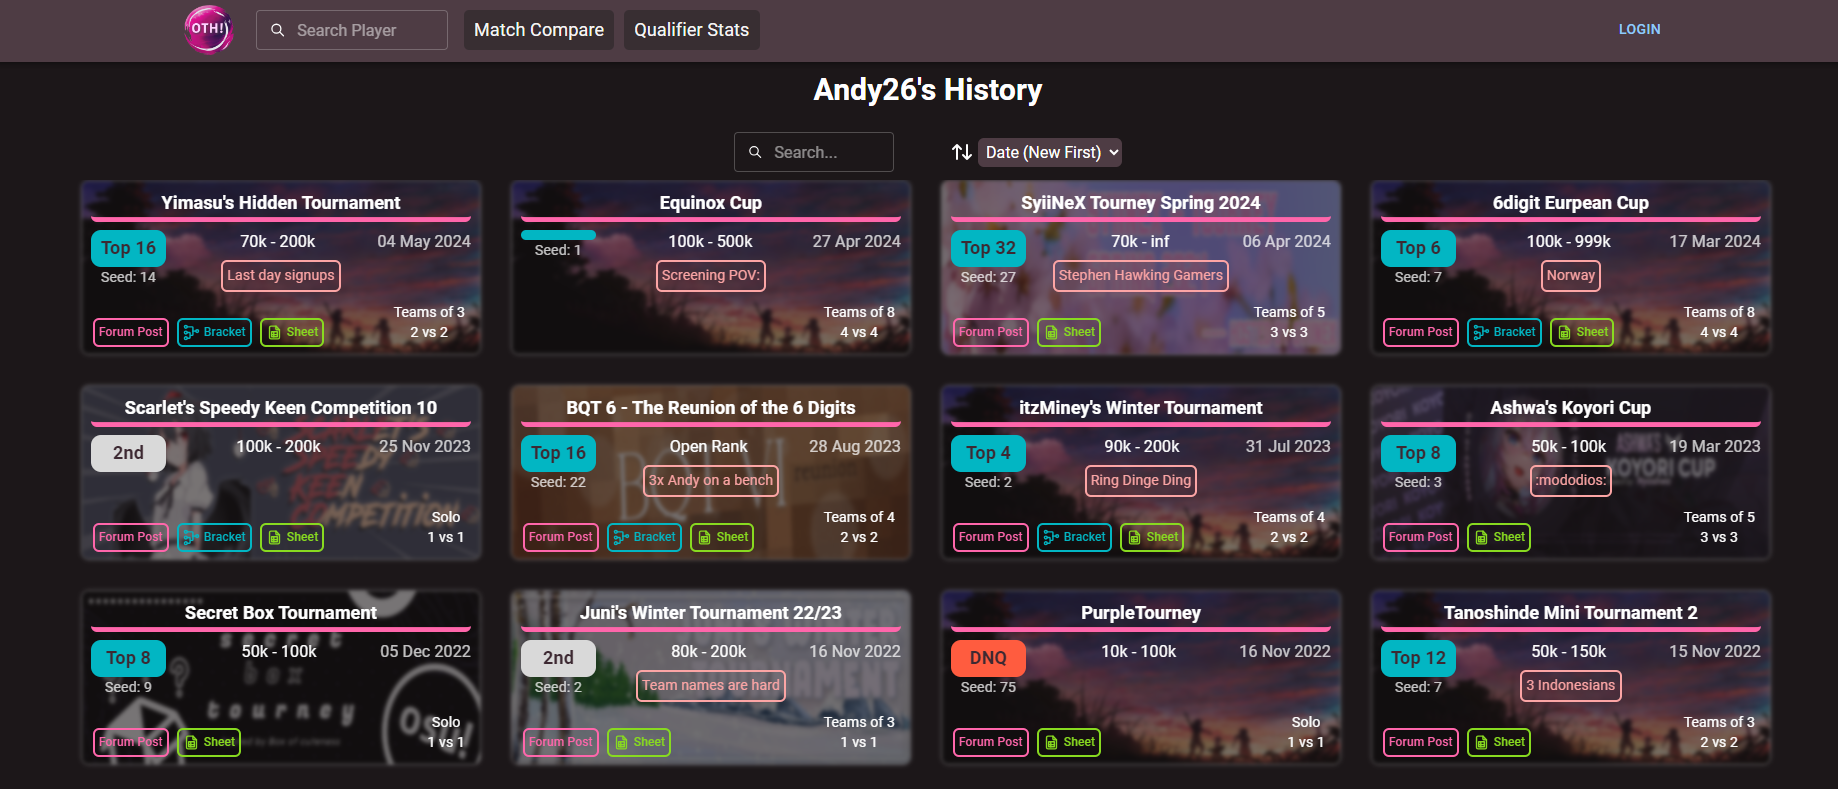 OTH!
Search Player
Match Compare
Qualifier Stats
LOGIN
Andy26's History
Search...
Date (New First)
Yimasu's Hidden Tournament
Top 16
70k - 200k
04 May 2024
Seed: 14
Last day signups
Teams of 3
2 vs 2
Forum Post
Bracket
Sheet
Equinox Cup
100k - 500k
27 Apr 2024
Seed: 1
Screening POV:
Teams of 8
4 vs 4
SyiiNeX Tourney Spring 2024
Top 32
70k - inf
06 Apr 2024
Seed: 27
Stephen Hawking Gamers
Teams of 5
3 vs 3
Forum Post
Sheet
6digit Eurpean Cup
Top 6
100k - 999k
17 Mar 2024
Seed: 7
Norway
Teams of 8
4 vs 4
Forum Post
Bracket
Sheet
Scarlet's Speedy Keen Competition 10
2nd
100k - 200k
25 Nov 2023
SPEEDY
KEEN
COMPETITION
Solo
1 vs 1
Forum Post
Bracket
Sheet
BQT 6 - The Reunion of the 6 Digits
Top 16
Open Rank
28 Aug 2023
Seed: 22
3x Andy on a bench
BQT VI
reunion
Teams of 4
2 vs 2
Forum Post
Bracket
Sheet
itzMiney's Winter Tournament
Top 4
90k - 200k
31 Jul 2023
Seed: 2
Ring Dinge Ding
Teams of 4
2 vs 2
Forum Post
Bracket
Sheet
Ashwa's Koyori Cup
Top 8
50k - 100k
19 Mar 2023
Seed: 3
:mododios:
ASHWA'S
KOYORI CUP
Teams of 5
3 vs 3
Forum Post
Sheet
Secret Box Tournament
Top 8
50k - 100k
05 Dec 2022
Seed: 9
secret
box
tourney
Solo
1 vs 1
Forum Post
Sheet
Juni's Winter Tournament 22/23
2nd
80k - 200k
16 Nov 2022
Seed: 2
Team names are hard
WINTER
TOURNAMENT
Teams of 3
1 vs 1
Forum Post
Sheet
PurpleTourney
DNQ
10k - 100k
16 Nov 2022
Seed: 75
Solo
1 vs 1
Forum Post
Sheet
Tanoshinde Mini Tournament 2
Top 12
50k - 150k
15 Nov 2022
Seed: 7
3 Indonesians
Teams of 3
2 vs 2
Forum Post
Sheet